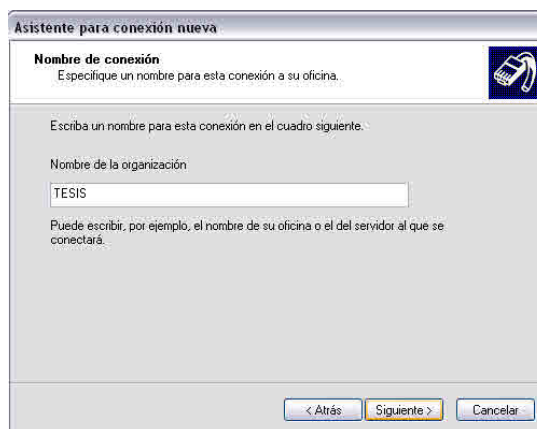 Asistente para conexión nueva
Nombre de conexión
Especifique un nombre para esta conexión a su oficina.
Escriba un nombre para esta conexión en el cuadro siguiente.
Nombre de la organización
TESIS
Puede escribir, por ejemplo, el nombre de su oficina o el del servidor al que se
conectará.
< Atrás Siguiente > Cancelar